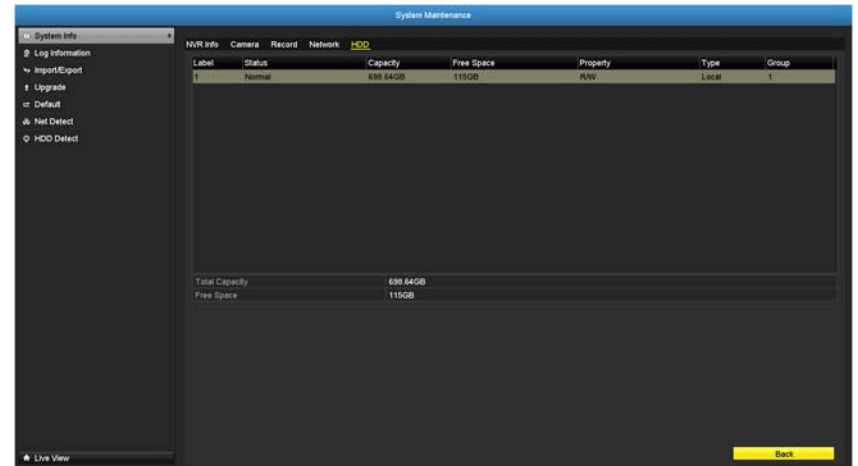 System Maintenance
System Info
Log Information
Import/Export
Upgrade
Default
Net Detect
HDD Detect
NVR Info Camera Record Network HDD
Label Status Capacity Free Space Property Type Group
1 Normal 698.64GB 115GB R/W Local 1
Total Capacity 698.64GB
Free Space 115GB
Live View
Back